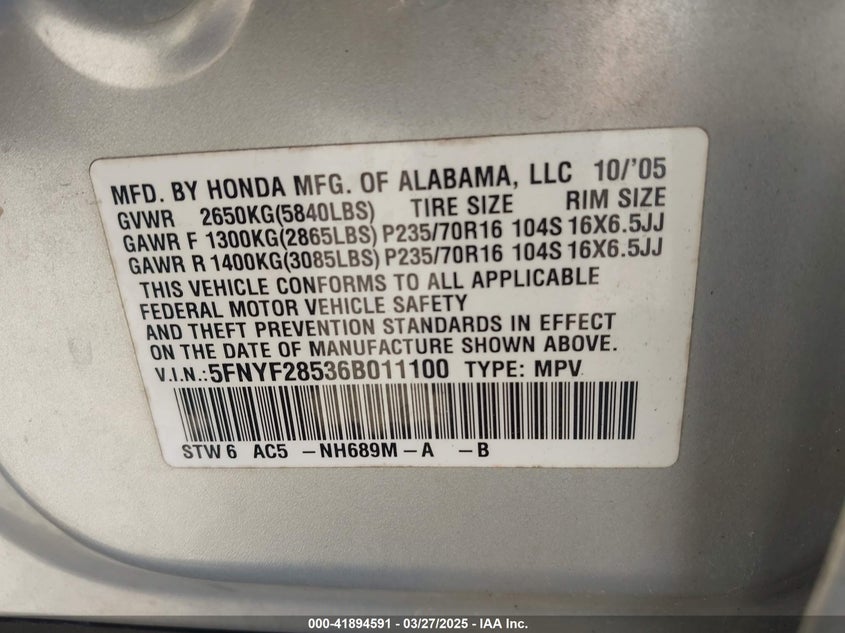 MFD. BY HONDA MFG. OF ALABAMA, LLC 10/'05
GVWR 2650KG(5840LBS) TIRE SIZE RIM SIZE
GAWR F 1300KG(2865LBS) P235/70R16 104S 16X6.5JJ
GAWR R 1400KG(3085LBS) P235/70R16 104S 16X6.5JJ
THIS VEHICLE CONFORMS TO ALL APPLICABLE
FEDERAL MOTOR VEHICLE SAFETY
AND THEFT PREVENTION STANDARDS IN EFFECT
ON THE DATE OF MANUFACTURE SHOWN ABOVE.
V.I.N.:5FNYF28536B011100 TYPE: MPV
STW 6 AC5 -NH689M-A -B
000-41894591 - 03/27/2025 - IAA Inc.